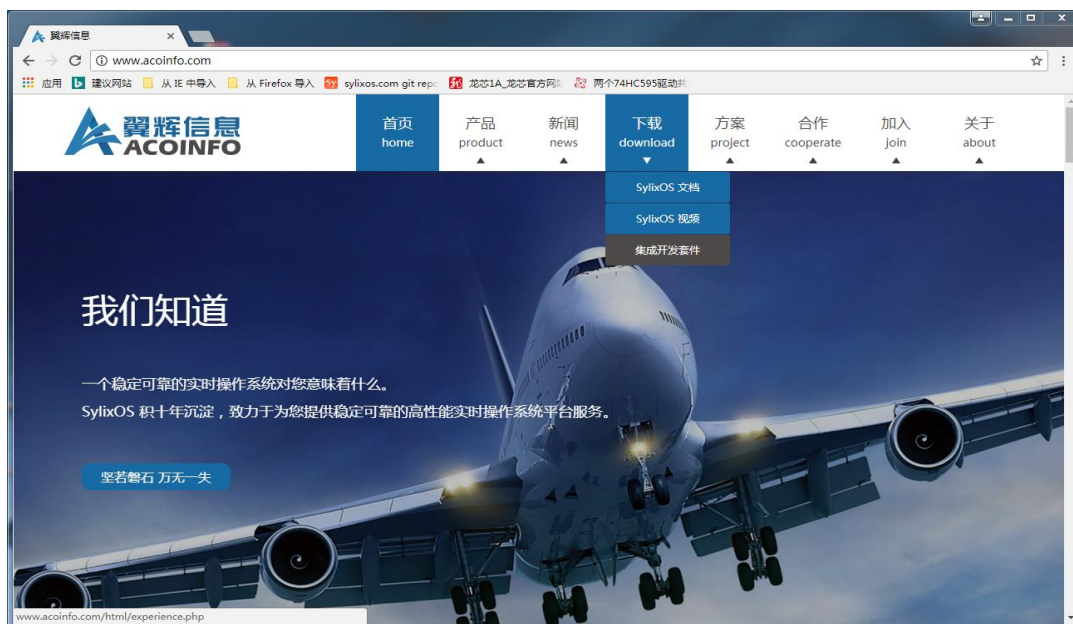 翼辉信息
www.acoinfo.com
应用 建议网站 从 IE 中导入 从 Firefox 导入 sylixos.com git repo 龙芯1A_龙芯官方网 两个74HC595驱动共
翼辉信息
ACOINFO
首页 产品 新闻 下载 方案 合作 加入 关于
home product news download project cooperate join about
SylixOS 文档
SylixOS 视频
集成开发套件
我们知道
一个稳定可靠的实时操作系统对您意味着什么。
SylixOS 积十年沉淀，致力于为您提供稳定可靠的高性能实时操作系统平台服务。
坚若磐石 万无一失
www.acoinfo.com/html/experience.php